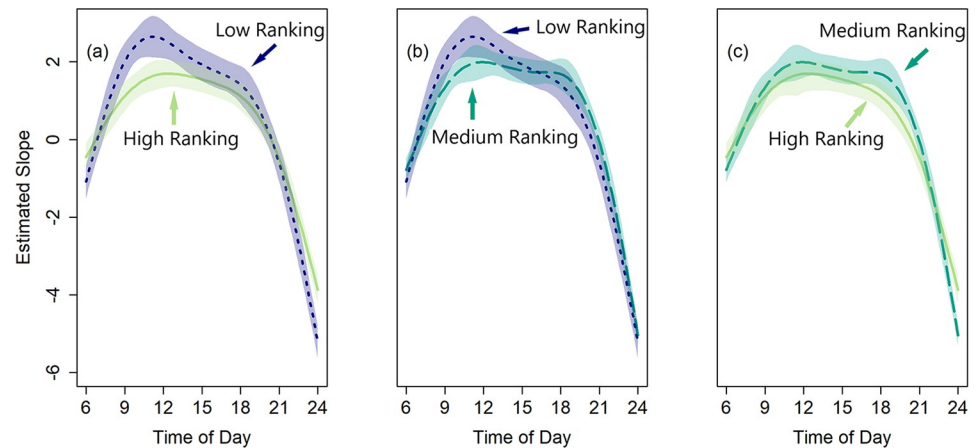 (a)
Low Ranking
High Ranking
(b)
Low Ranking
Medium Ranking
(c)
Medium Ranking
High Ranking
Estimated Slope
2
0
-2
-4
-6
6 9 12 15 18 21 24
6 9 12 15 18 21 24
6 9 12 15 18 21 24
Time of Day
Time of Day
Time of Day